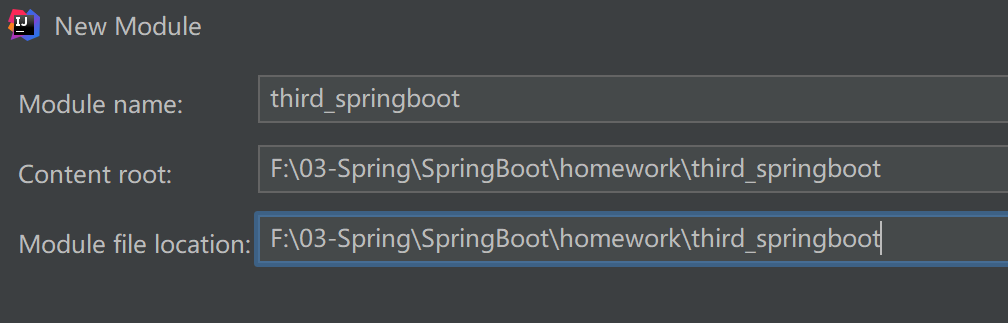 IJ
New Module
Module name: third_springboot
Content root: F:\03-Spring\SpringBoot\homework\third_springboot
Module file location: F:\03-Spring\SpringBoot\homework\third_springboot